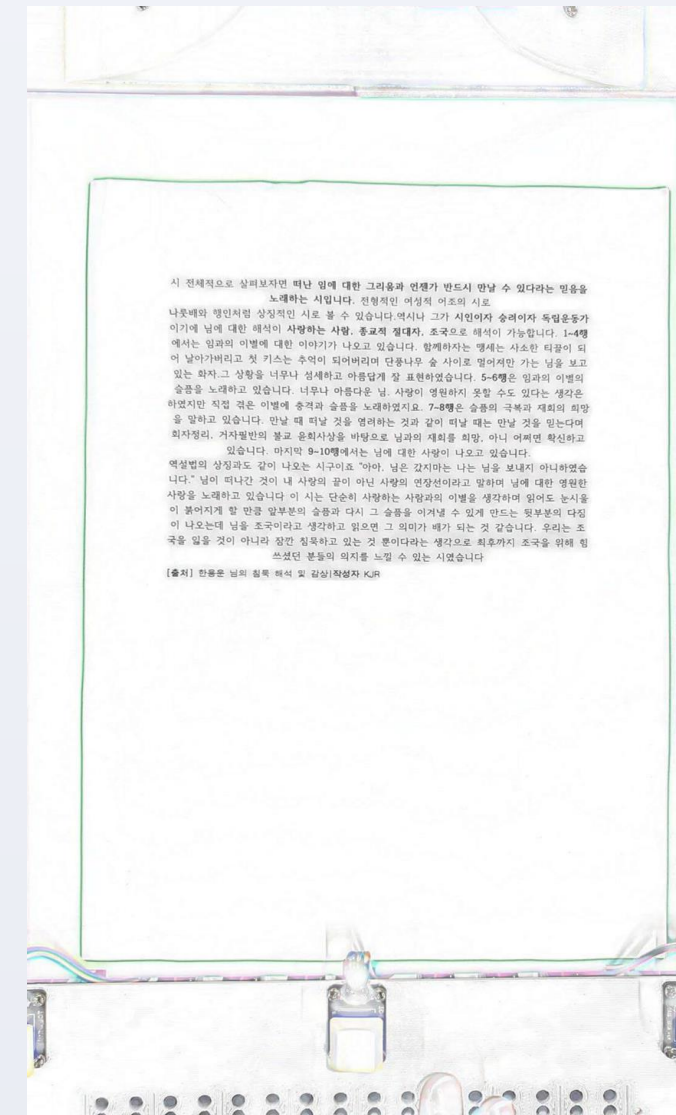 시 전체적으로 살펴보자면 떠난 임에 대한 그리움과 언젠가 반드시 만날 수 있다라는 믿음을
노래하는 시입니다. 전형적인 여성적 어조의 시로
나룻배와 행인처럼 상징적인 시로 볼 수 있습니다.역시나 그가 시인이자 승려이자 독립운동가
이기에 님에 대한 해석이 사랑하는 사람, 종교적 절대자, 조국으로 해석이 가능합니다. 1~4행
에서는 임과의 이별에 대한 이야기가 나오고 있습니다. 함께하자는 맹세는 사소한 티끌이 되
어 날아가버리고 첫 키스는 추억이 되어버리며 단풍나무 숲 사이로 멀어져만 가는 님을 보고
있는 화자.그 상황을 너무나 섬세하고 아름답게 잘 표현하였습니다. 5~6행은 임과의 이별의
슬픔을 노래하고 있습니다. 너무나 아름다운 님, 사랑이 영원하지 못할 수도 있다는 생각은
하였지만 직접 겪은 이별에 충격과 슬픔을 노래하였지요. 7~8행은 슬픔의 극복과 재회의 희망
을 말하고 있습니다. 만날 때 떠날 것을 염려하는 것과 같이 떠날 때는 만날 것을 믿는다며
회자정리, 거자필반의 불교 윤회사상을 바탕으로 님과의 재회를 희망, 아니 어쩌면 확신하고
있습니다. 마지막 9~10행에서는 님에 대한 사랑이 나오고 있습니다.
역설법의 상징과도 같이 나오는 시구이죠 "아아, 님은 갔지마는 나는 님을 보내지 아니하였습
니다." 님이 떠나간 것이 내 사랑의 끝이 아닌 사랑의 연장선이라고 말하며 님에 대한 영원한
사랑을 노래하고 있습니다 이 시는 단순히 사랑하는 사람과의 이별을 생각하며 읽어도 눈시울
이 붉어지게 할 만큼 앞부분의 슬픔과 다시 그 슬픔을 이겨낼 수 있게 만드는 뒷부분의 다짐
이 나오는데 님을 조국이라고 생각하고 읽으면 그 의미가 배가 되는 것 같습니다. 우리는 조
국을 잃을 것이 아니라 잠깐 침묵하고 있는 것 뿐이다라는 생각으로 최후까지 조국을 위해 힘
쓰셨던 분들의 의지를 느낄 수 있는 시였습니다
[출처] 한용운 님의 침묵 해석 및 감상|작성자 KJR